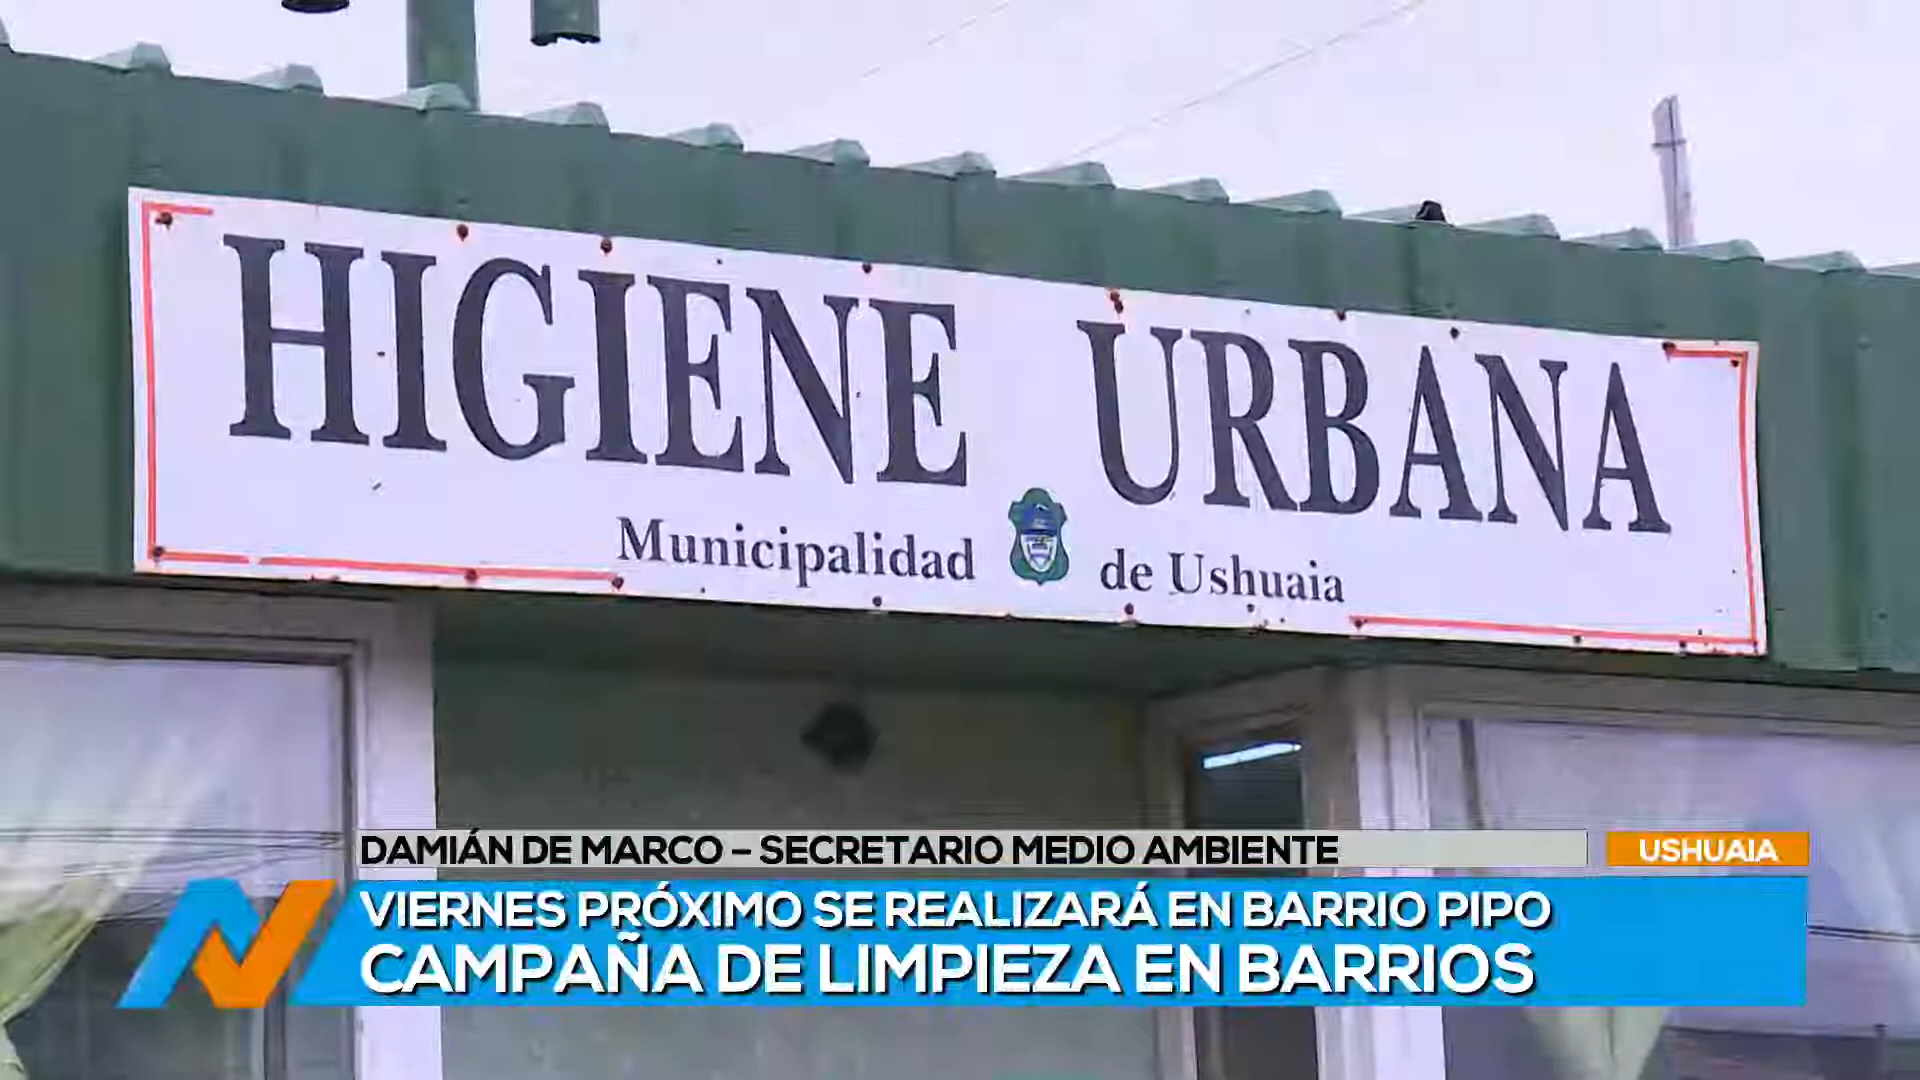 HIGIENE URBANA
Municipalidad de Ushuaia
DAMIÁN DE MARCO – SECRETARIO MEDIO AMBIENTE
USHUAIA
VIERNES PRÓXIMO SE REALIZARÁ EN BARRIO PIPO
CAMPAÑA DE LIMPIEZA EN BARRIOS